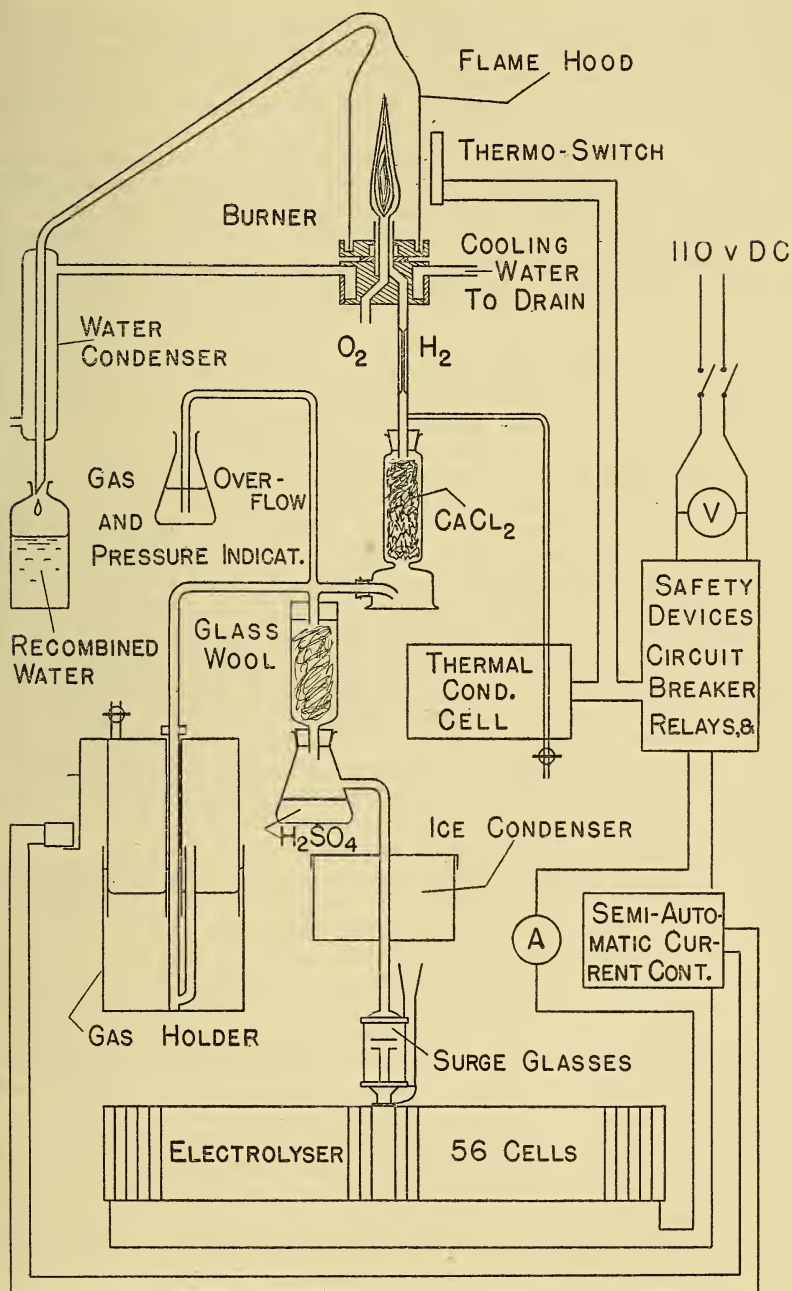 FLAME HOOD
THERMO-SWITCH
BURNER
COOLING
WATER
TO DRAIN
110 V DC
WATER
CONDENSER
O₂
H₂
GAS OVER-
FLOW
AND
PRESSURE INDICAT.
CACL₂
V
RECOMBINED
WATER
GLASS
WOOL
THERMAL
COND.
CELL
SAFETY
DEVICES
CIRCUIT
BREAKER
RELAYS,&
H₂SO₄
ICE CONDENSER
A
SEMI-AUTO-
MATIC CUR-
RENT CONT.
GAS HOLDER
SURGE GLASSES
ELECTROLYSER 56 CELLS